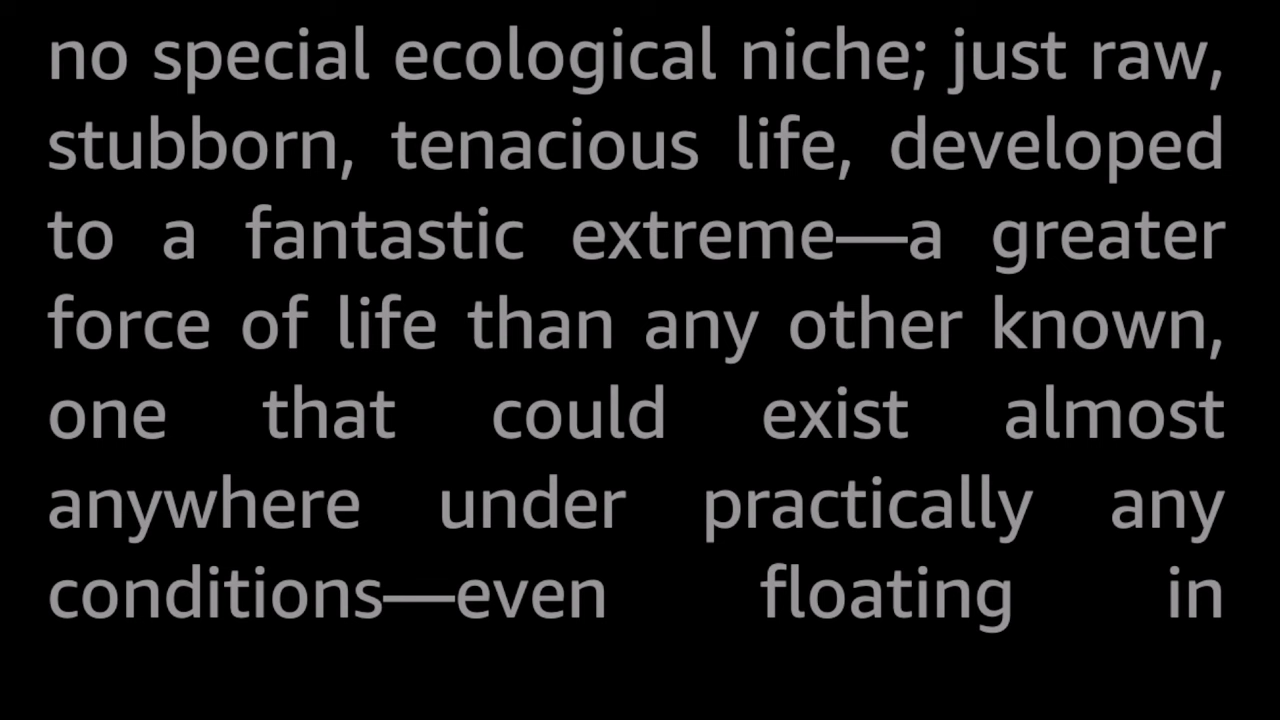 no special ecological niche; just raw,
stubborn, tenacious life, developed
to a fantastic extreme—a greater
force of life than any other known,
one that could exist almost
anywhere under practically any
conditions—even floating in